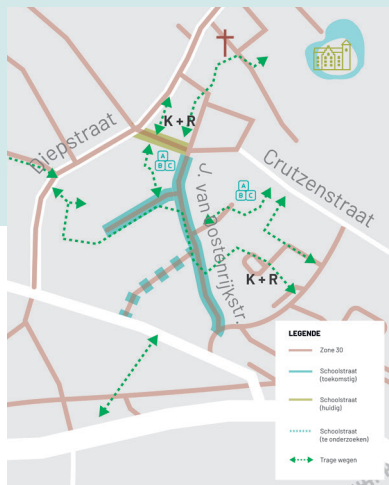 Diepstraat
K + R
A
B C
J. van Oostenrijkstr.
Crutzenstraat
A
B C
K + R
LEGENDE
Zone 30
Schoolstraat
(toekomstig)
Schoolstraat
(huidig)
Schoolstraat
(te onderzoeken)
Trage wegen